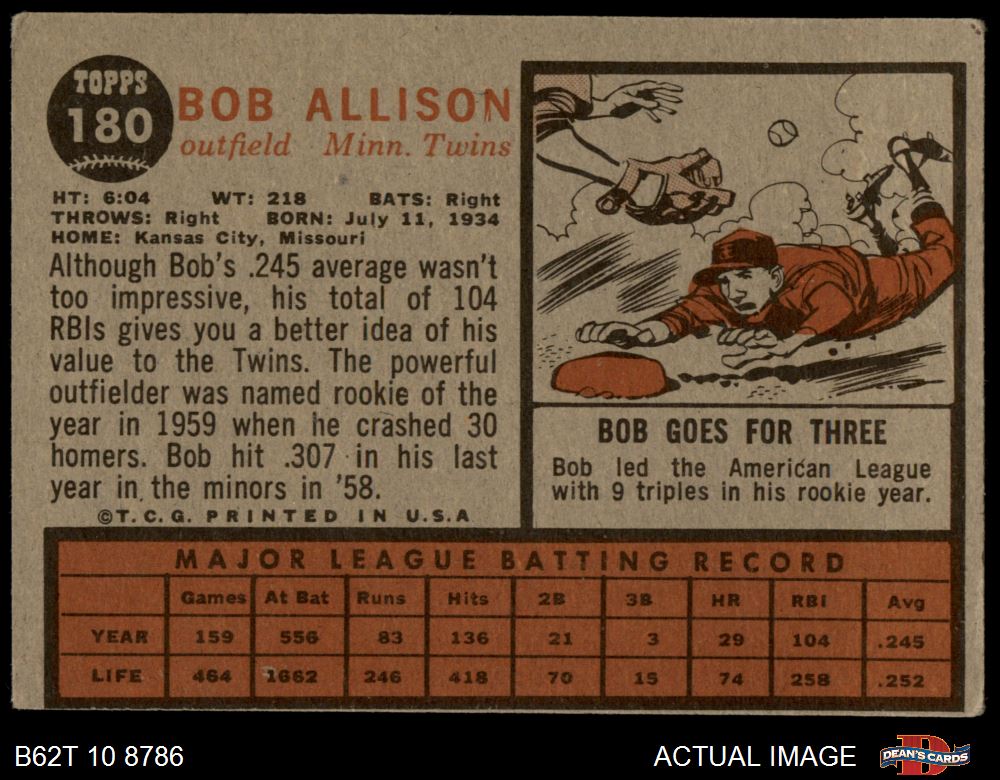 TOPPS
180
BOB ALLISON
outfield Minn. Twins
HT: 6:04 WT: 218 BATS: Right
THROWS: Right BORN: July 11, 1934
HOME: Kansas City, Missouri
Although Bob's .245 average wasn't
too impressive, his total of 104
RBIs gives you a better idea of his
value to the Twins. The powerful
outfielder was named rookie of the
year in 1959 when he crashed 30
homers. Bob hit .307 in his last
year in the minors in '58.
©T.C.G. PRINTED IN U.S.A
BOB GOES FOR THREE
Bob led the American League
with 9 triples in his rookie year.
MAJOR LEAGUE BATTING RECORD
Games At Bat Runs Hits 2B 3B HR RBI Avg
YEAR 159 556 83 136 21 3 29 104 .245
LIFE 464 1662 246 418 70 15 74 258 .252
B62T 10 8786
ACTUAL IMAGE
DEAN'S CARDS